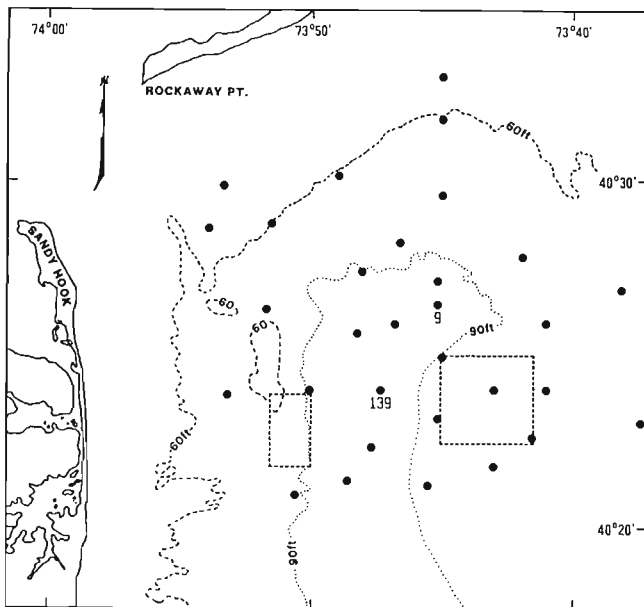 74°00'
73°50'
73°40'
N
ROCKAWAY PT.
60ft
40°30'
SANDY HOOK
60
60
9
90ft
139
60ft
90ft
40°20'